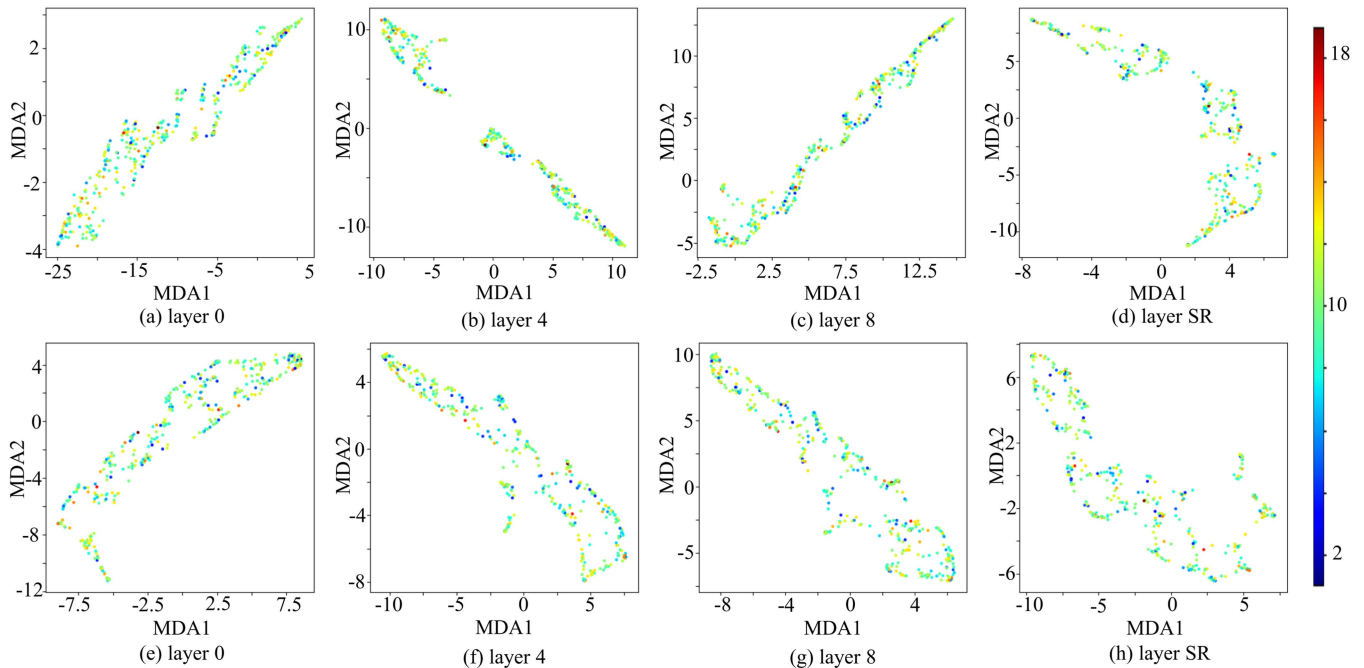 2
0
-2
-4
MDA2
-25
-15
-5
5
MDA1
(a) layer 0
10
5
0
-10
MDA2
-10
-5
0
5
10
MDA1
(b) layer 4
10
5
0
-5
MDA2
-2.5
2.5
7.5
12.5
MDA1
(c) layer 8
5
0
-5
-10
MDA2
-8
-4
0
4
MDA1
(d) layer SR
18
10
2
4
0
-4
-8
-12
MDA2
-7.5
-2.5
2.5
7.5
MDA1
(e) layer 0
4
0
-4
-8
MDA2
-10
-5
0
5
MDA1
(f) layer 4
10
5
0
-5
MDA2
-8
-4
0
4
MDA1
(g) layer 8
6
2
-2
-6
MDA2
-10
-5
0
5
MDA1
(h) layer SR